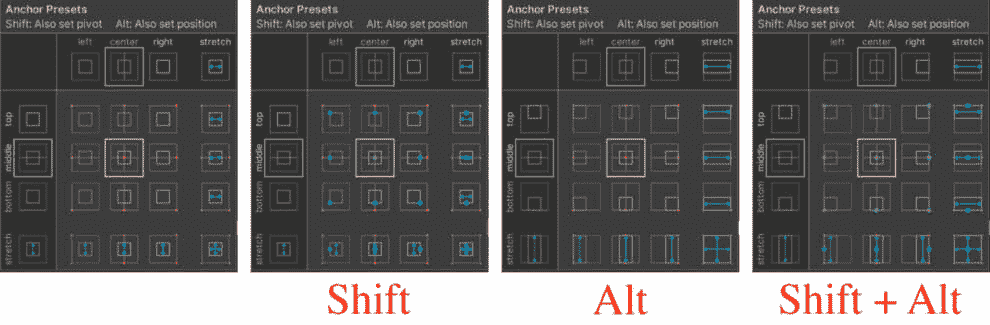 Anchor Presets
Shift: Also set pivot Alt: Also set position
left center right stretch
top
middle
bottom
stretch
Anchor Presets
Shift: Also set pivot Alt: Also set position
left center right stretch
top
middle
bottom
stretch
Shift
Anchor Presets
Shift: Also set pivot Alt: Also set position
left center right stretch
top
middle
bottom
stretch
Alt
Anchor Presets
Shift: Also set pivot Alt: Also set position
left center right stretch
top
middle
bottom
stretch
Shift + Alt